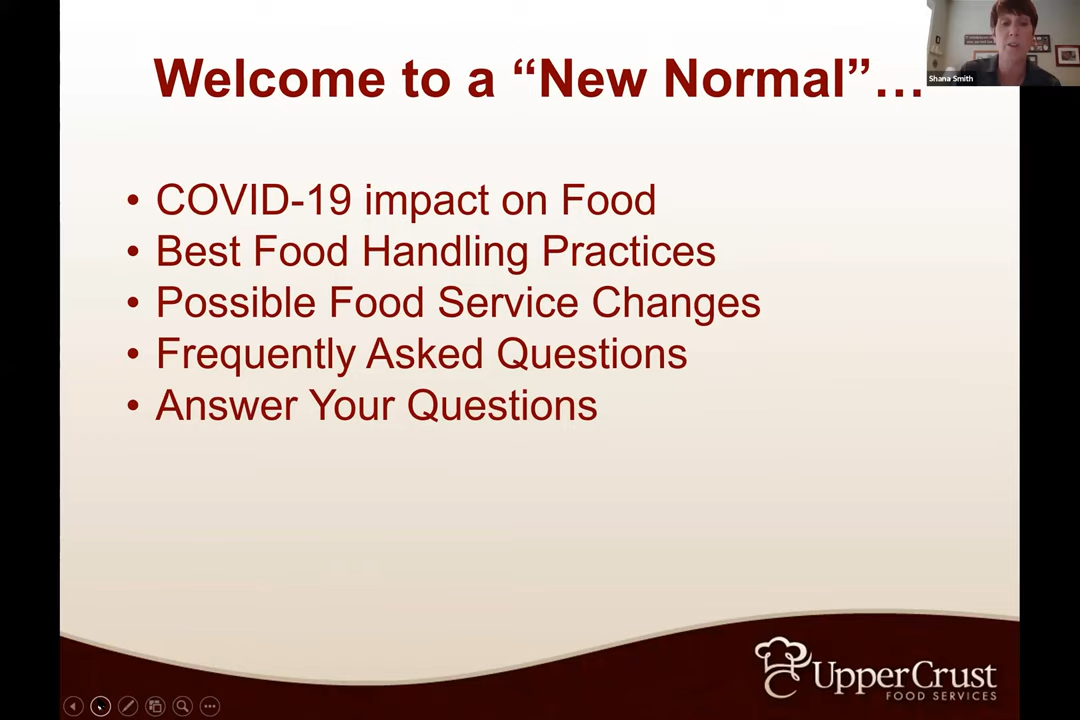 Welcome to a “New Normal”…
Shana Smith
• COVID-19 impact on Food
• Best Food Handling Practices
• Possible Food Service Changes
• Frequently Asked Questions
• Answer Your Questions
UpperCrust
FOOD SERVICES